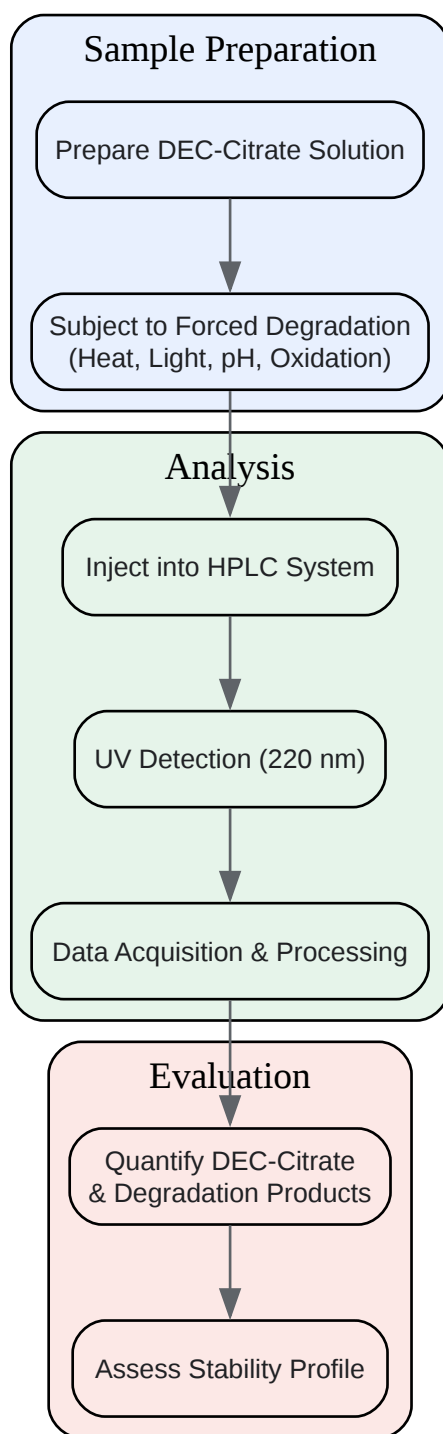 Sample Preparation
Prepare DEC-Citrate Solution
Subject to Forced Degradation
(Heat, Light, pH, Oxidation)
Analysis
Inject into HPLC System
UV Detection (220 nm)
Data Acquisition & Processing
Evaluation
Quantify DEC-Citrate
& Degradation Products
Assess Stability Profile